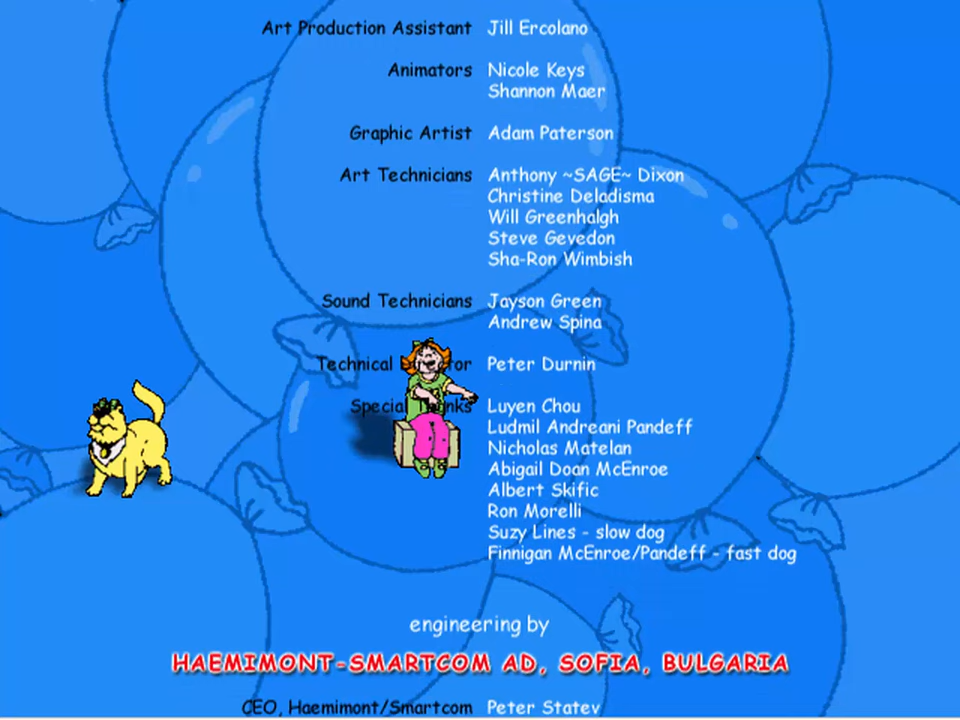 Art Production Assistant Jill Ercolano
Animators Nicole Keys
Shannon Maer
Graphic Artist Adam Paterson
Art Technicians Anthony ~SAGE~ Dixon
Christine Deladisma
Will Greenhalgh
Steve Gevedon
Sha-Ron Wimbish
Sound Technicians Jayson Green
Andrew Spina
Technical Peter Durnin
Special Luyen Chou
Ludmil Andreani Pandeff
Nicholas Matelan
Abigail Doan McEnroe
Albert Skific
Ron Morelli
Suzy Lines - slow dog
Finnigan McEnroe/Pandeff - fast dog
engineering by
HAEMIMONT-SMARTCOM AD, SOFIA, BULGARIA
CEO, Haemimont/Smartcom Peter Statev